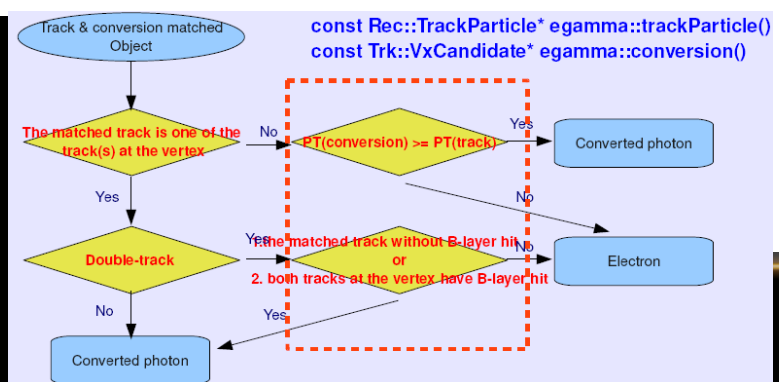 Track & conversion matched
Object
const Rec::TrackParticle* egamma::trackParticle()
const Trk::VxCandidate* egamma::conversion()
The matched track is one of the
track(s) at the vertex
No
PT(conversion) >= PT(track)
Yes
Converted photon
Yes
No
Double-track
Yes
1.the matched track without B-layer hit
or
2. both tracks at the vertex have B-layer hit
No
Electron
No
Yes
Converted photon